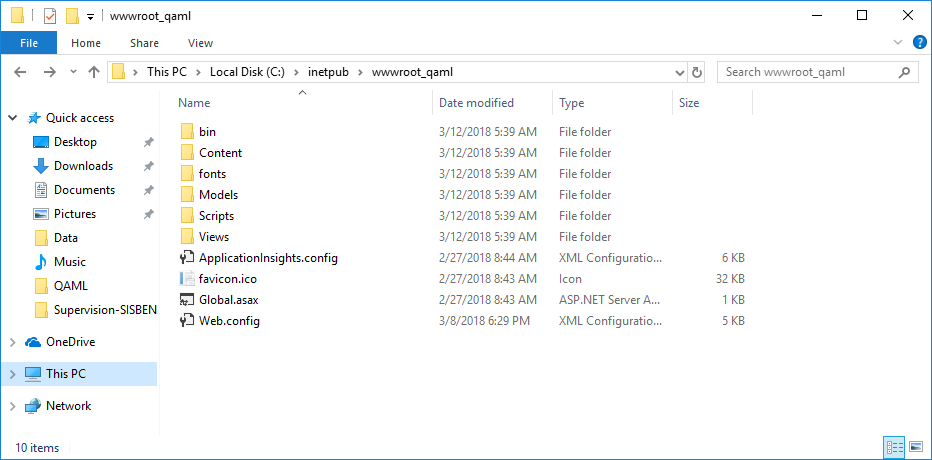 wwwroot_qaml
File Home Share View
This PC Local Disk (C:) inetpub wwwroot_qaml Search wwwroot_qaml
Quick access
Desktop
Downloads
Documents
Pictures
Data
Music
QAML
Supervision-SISBEN
OneDrive
This PC
Network
Name Date modified Type Size
bin 3/12/2018 5:39 AM File folder
Content 3/12/2018 5:39 AM File folder
fonts 3/12/2018 5:39 AM File folder
Models 3/12/2018 5:39 AM File folder
Scripts 3/12/2018 5:39 AM File folder
Views 3/12/2018 5:39 AM File folder
ApplicationInsights.config 2/27/2018 8:44 AM XML Configuratio... 6 KB
favicon.ico 2/27/2018 8:43 AM Icon 32 KB
Global.asax 2/27/2018 8:43 AM ASP.NET Server A... 1 KB
Web.config 3/8/2018 6:29 PM XML Configuratio... 5 KB
10 items